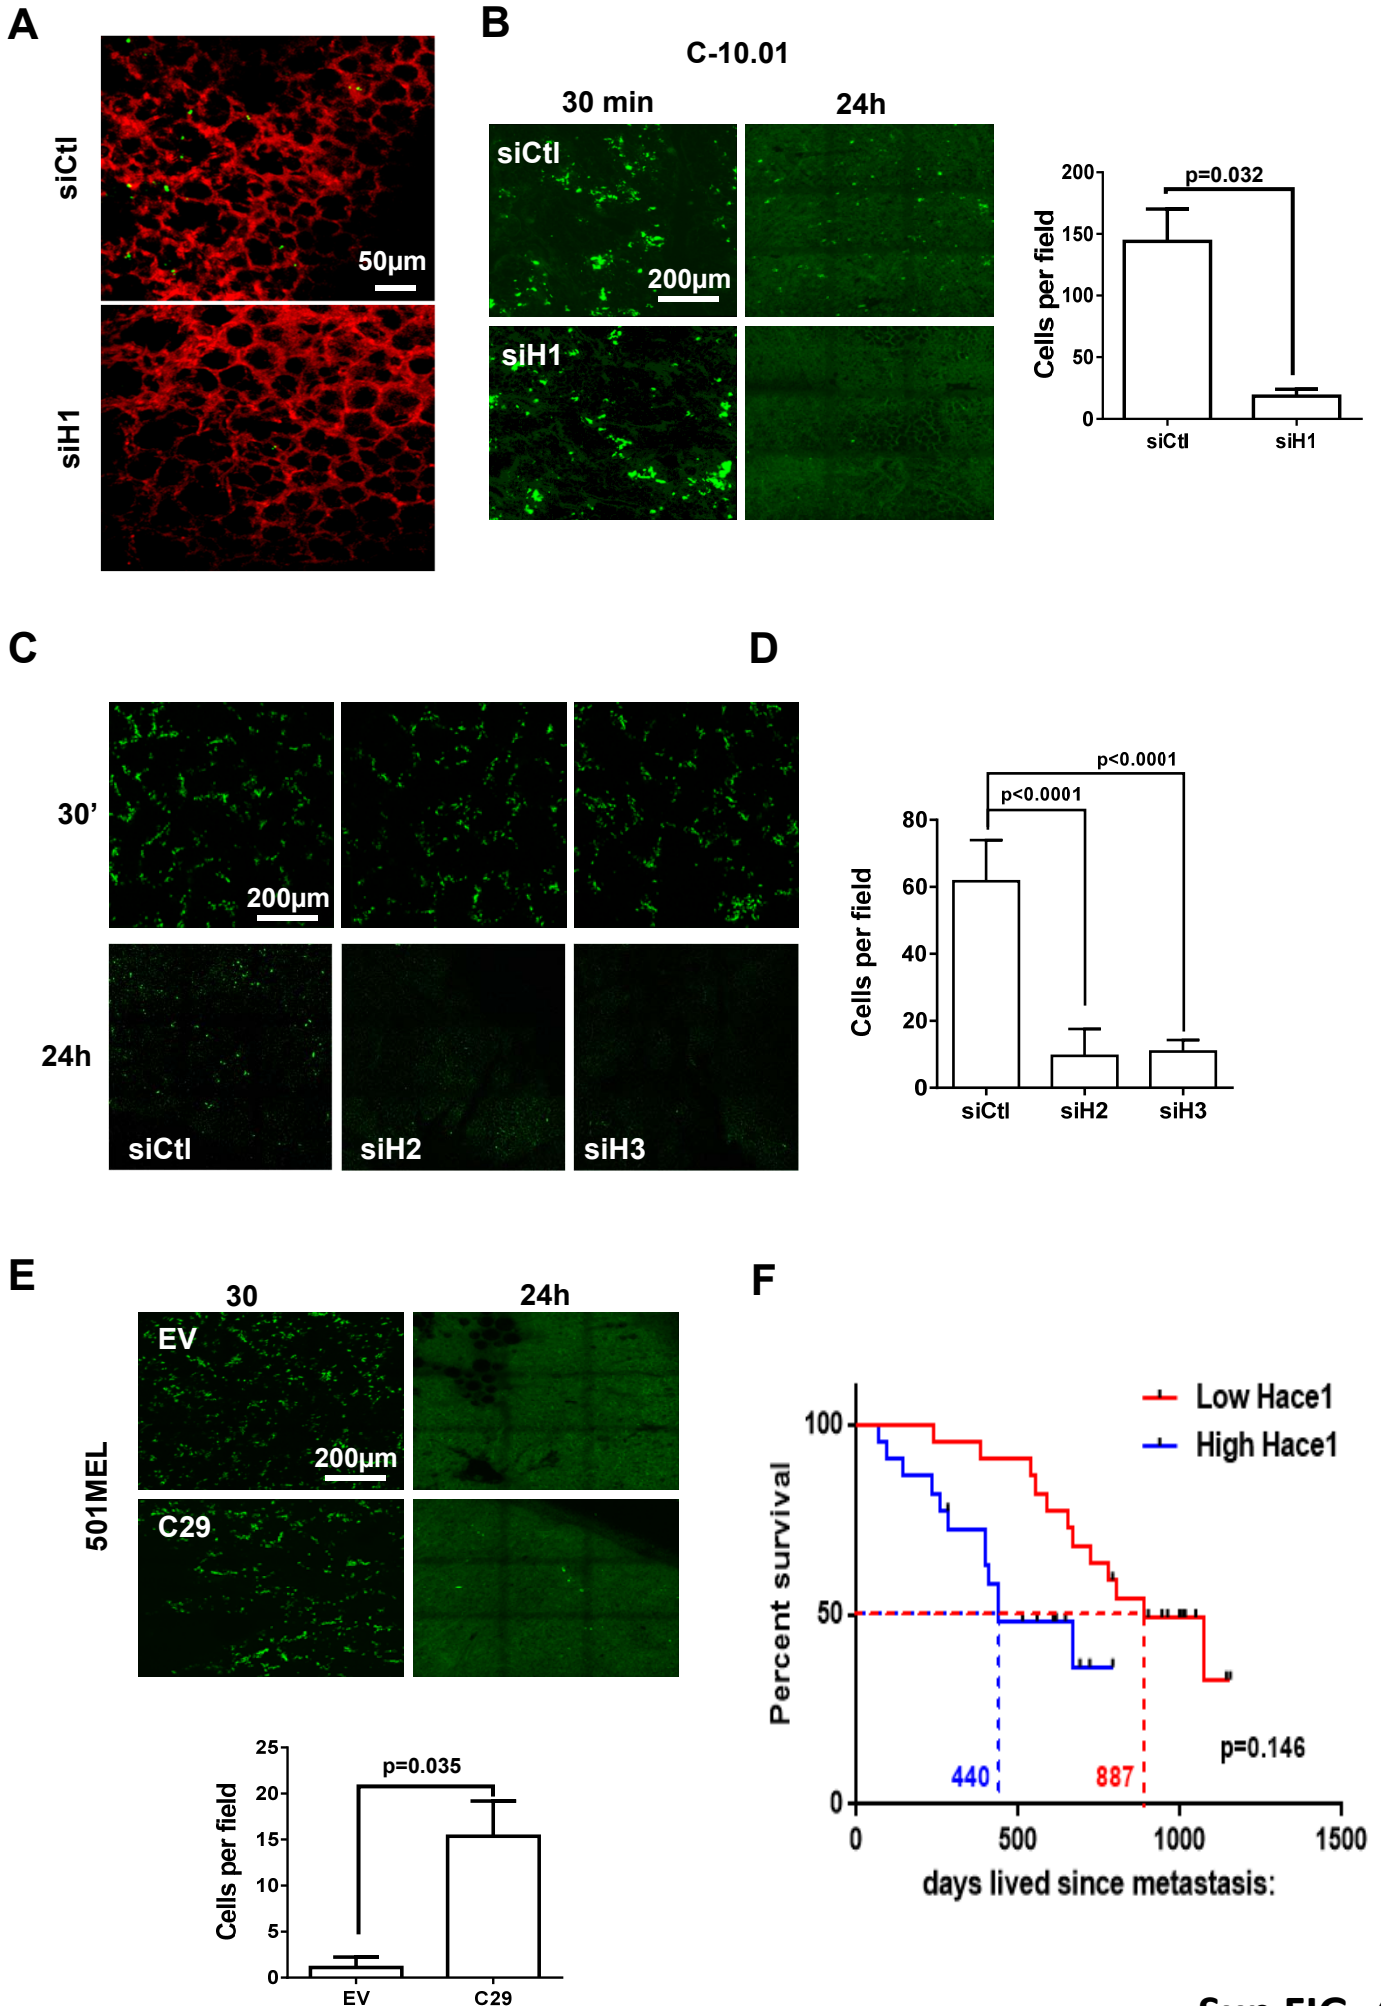 A
siCtl
50µm
siH1
B
C-10.01
30 min
24h
siCtl
200µm
siH1
Cells per field
200
150
100
50
0
p=0.032
siCtl
siH1
C
30’
200µm
24h
siCtl
siH2
siH3
D
Cells per field
80
60
40
20
0
p<0.0001
p<0.0001
siCtl
siH2
siH3
E
30
24h
501MEL
EV
200µm
C29
Cells per field
25
20
15
10
5
0
p=0.035
EV
C29
F
Low Hace1
High Hace1
Percent survival
100
50
0
440
887
p=0.146
0
500
1000
1500
days lived since metastasis: